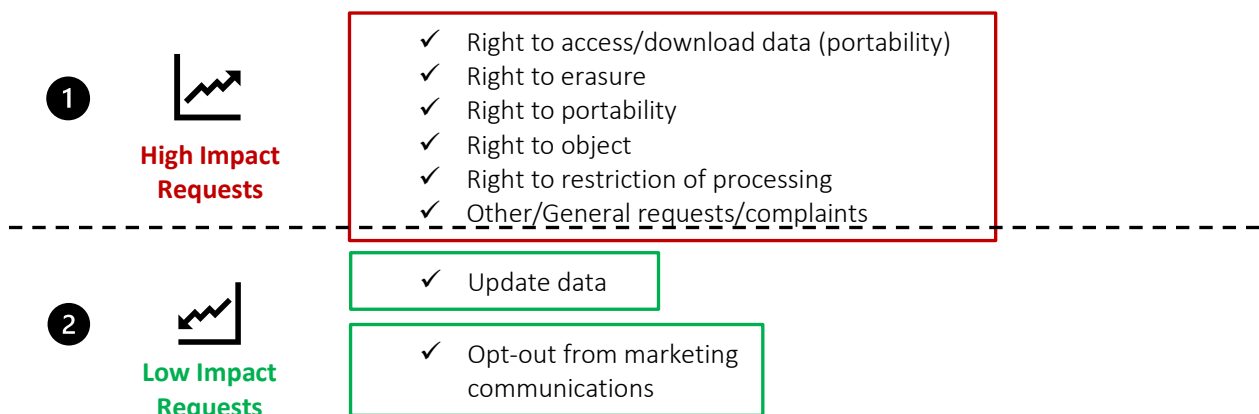 1
High Impact
Requests
✓ Right to access/download data (portability)
✓ Right to erasure
✓ Right to portability
✓ Right to object
✓ Right to restriction of processing
✓ Other/General requests/complaints
2
Low Impact
Requests
✓ Update data
✓ Opt-out from marketing
communications